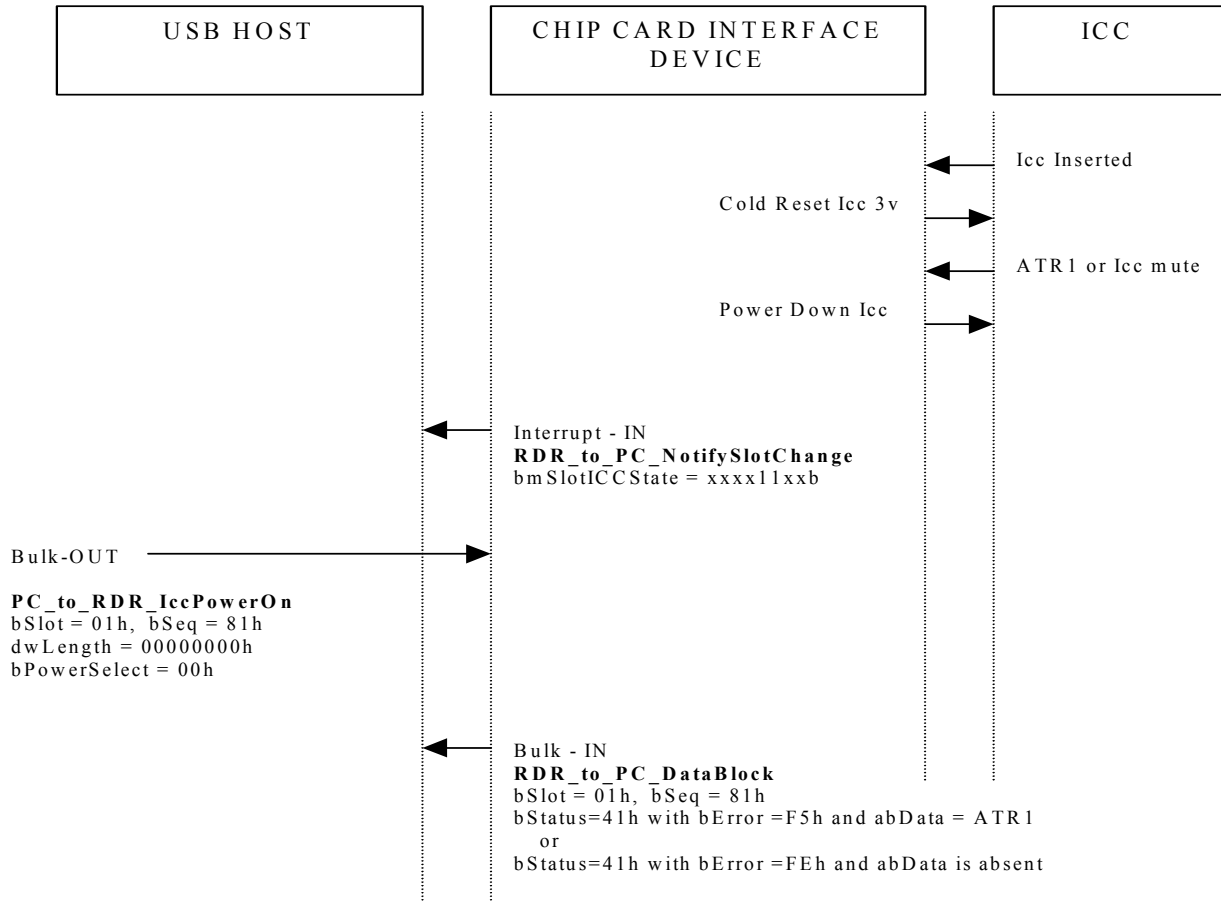 USB HOST
CHIP CARD INTERFACE
DEVICE
ICC
Icc Inserted
Cold Reset Icc 3v
ATR1 or Icc mute
Power Down Icc
Interrupt - IN
RDR_to_PC_NotifySlotChange
bmSlotICCState = xxxx11xxb
Bulk-OUT
PC_to_RDR_IccPowerOn
bSlot = 01h, bSeq = 81h
dwLength = 00000000h
bPowerSelect = 00h
Bulk - IN
RDR_to_PC_DataBlock
bSlot = 01h, bSeq = 81h
bStatus=41h with bError =F5h and abData = ATR1
or
bStatus=41h with bError =FEh and abData is absent